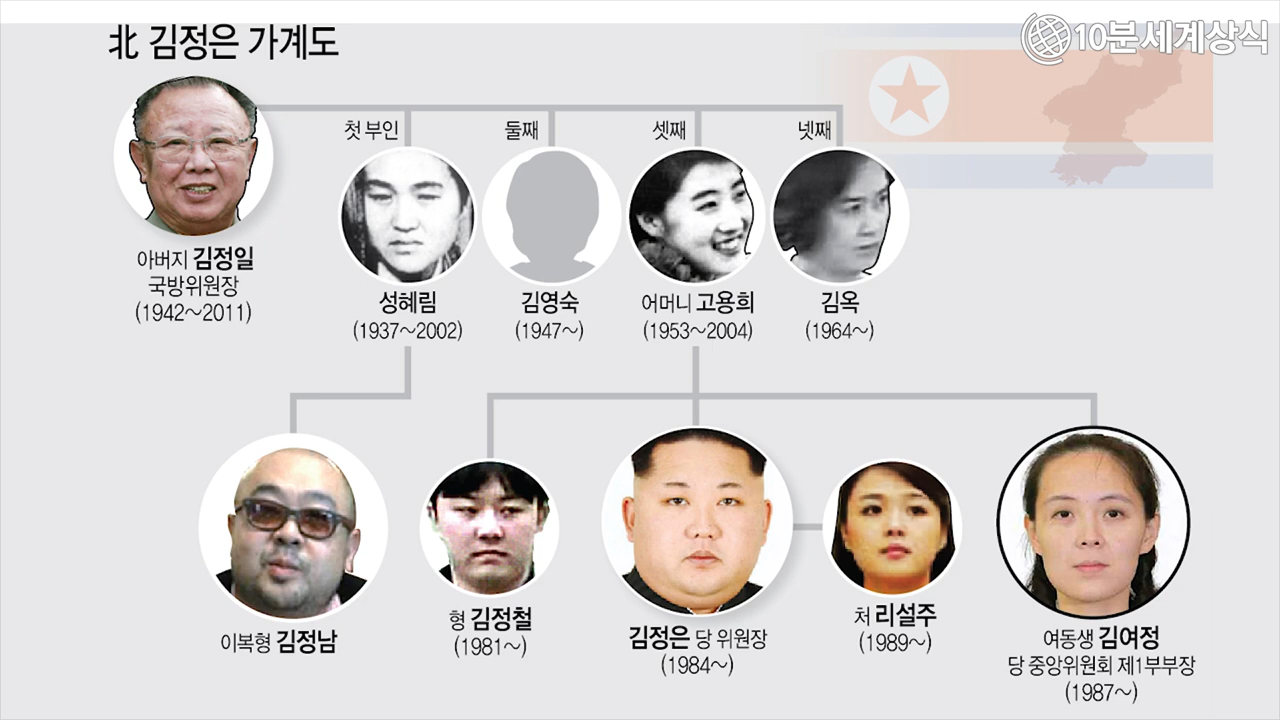 北 김정은 가계도
10분 세계상식
첫 부인
둘째
셋째
넷째
아버지 김정일
국방위원장
(1942~2011)
성혜림
(1937~2002)
김영숙
(1947~)
어머니 고용희
(1953~2004)
김옥
(1964~)
이복형 김정남
형 김정철
(1981~)
김정은 당 위원장
(1984~)
처 리설주
(1989~)
여동생 김여정
당 중앙위원회 제1부부장
(1987~)